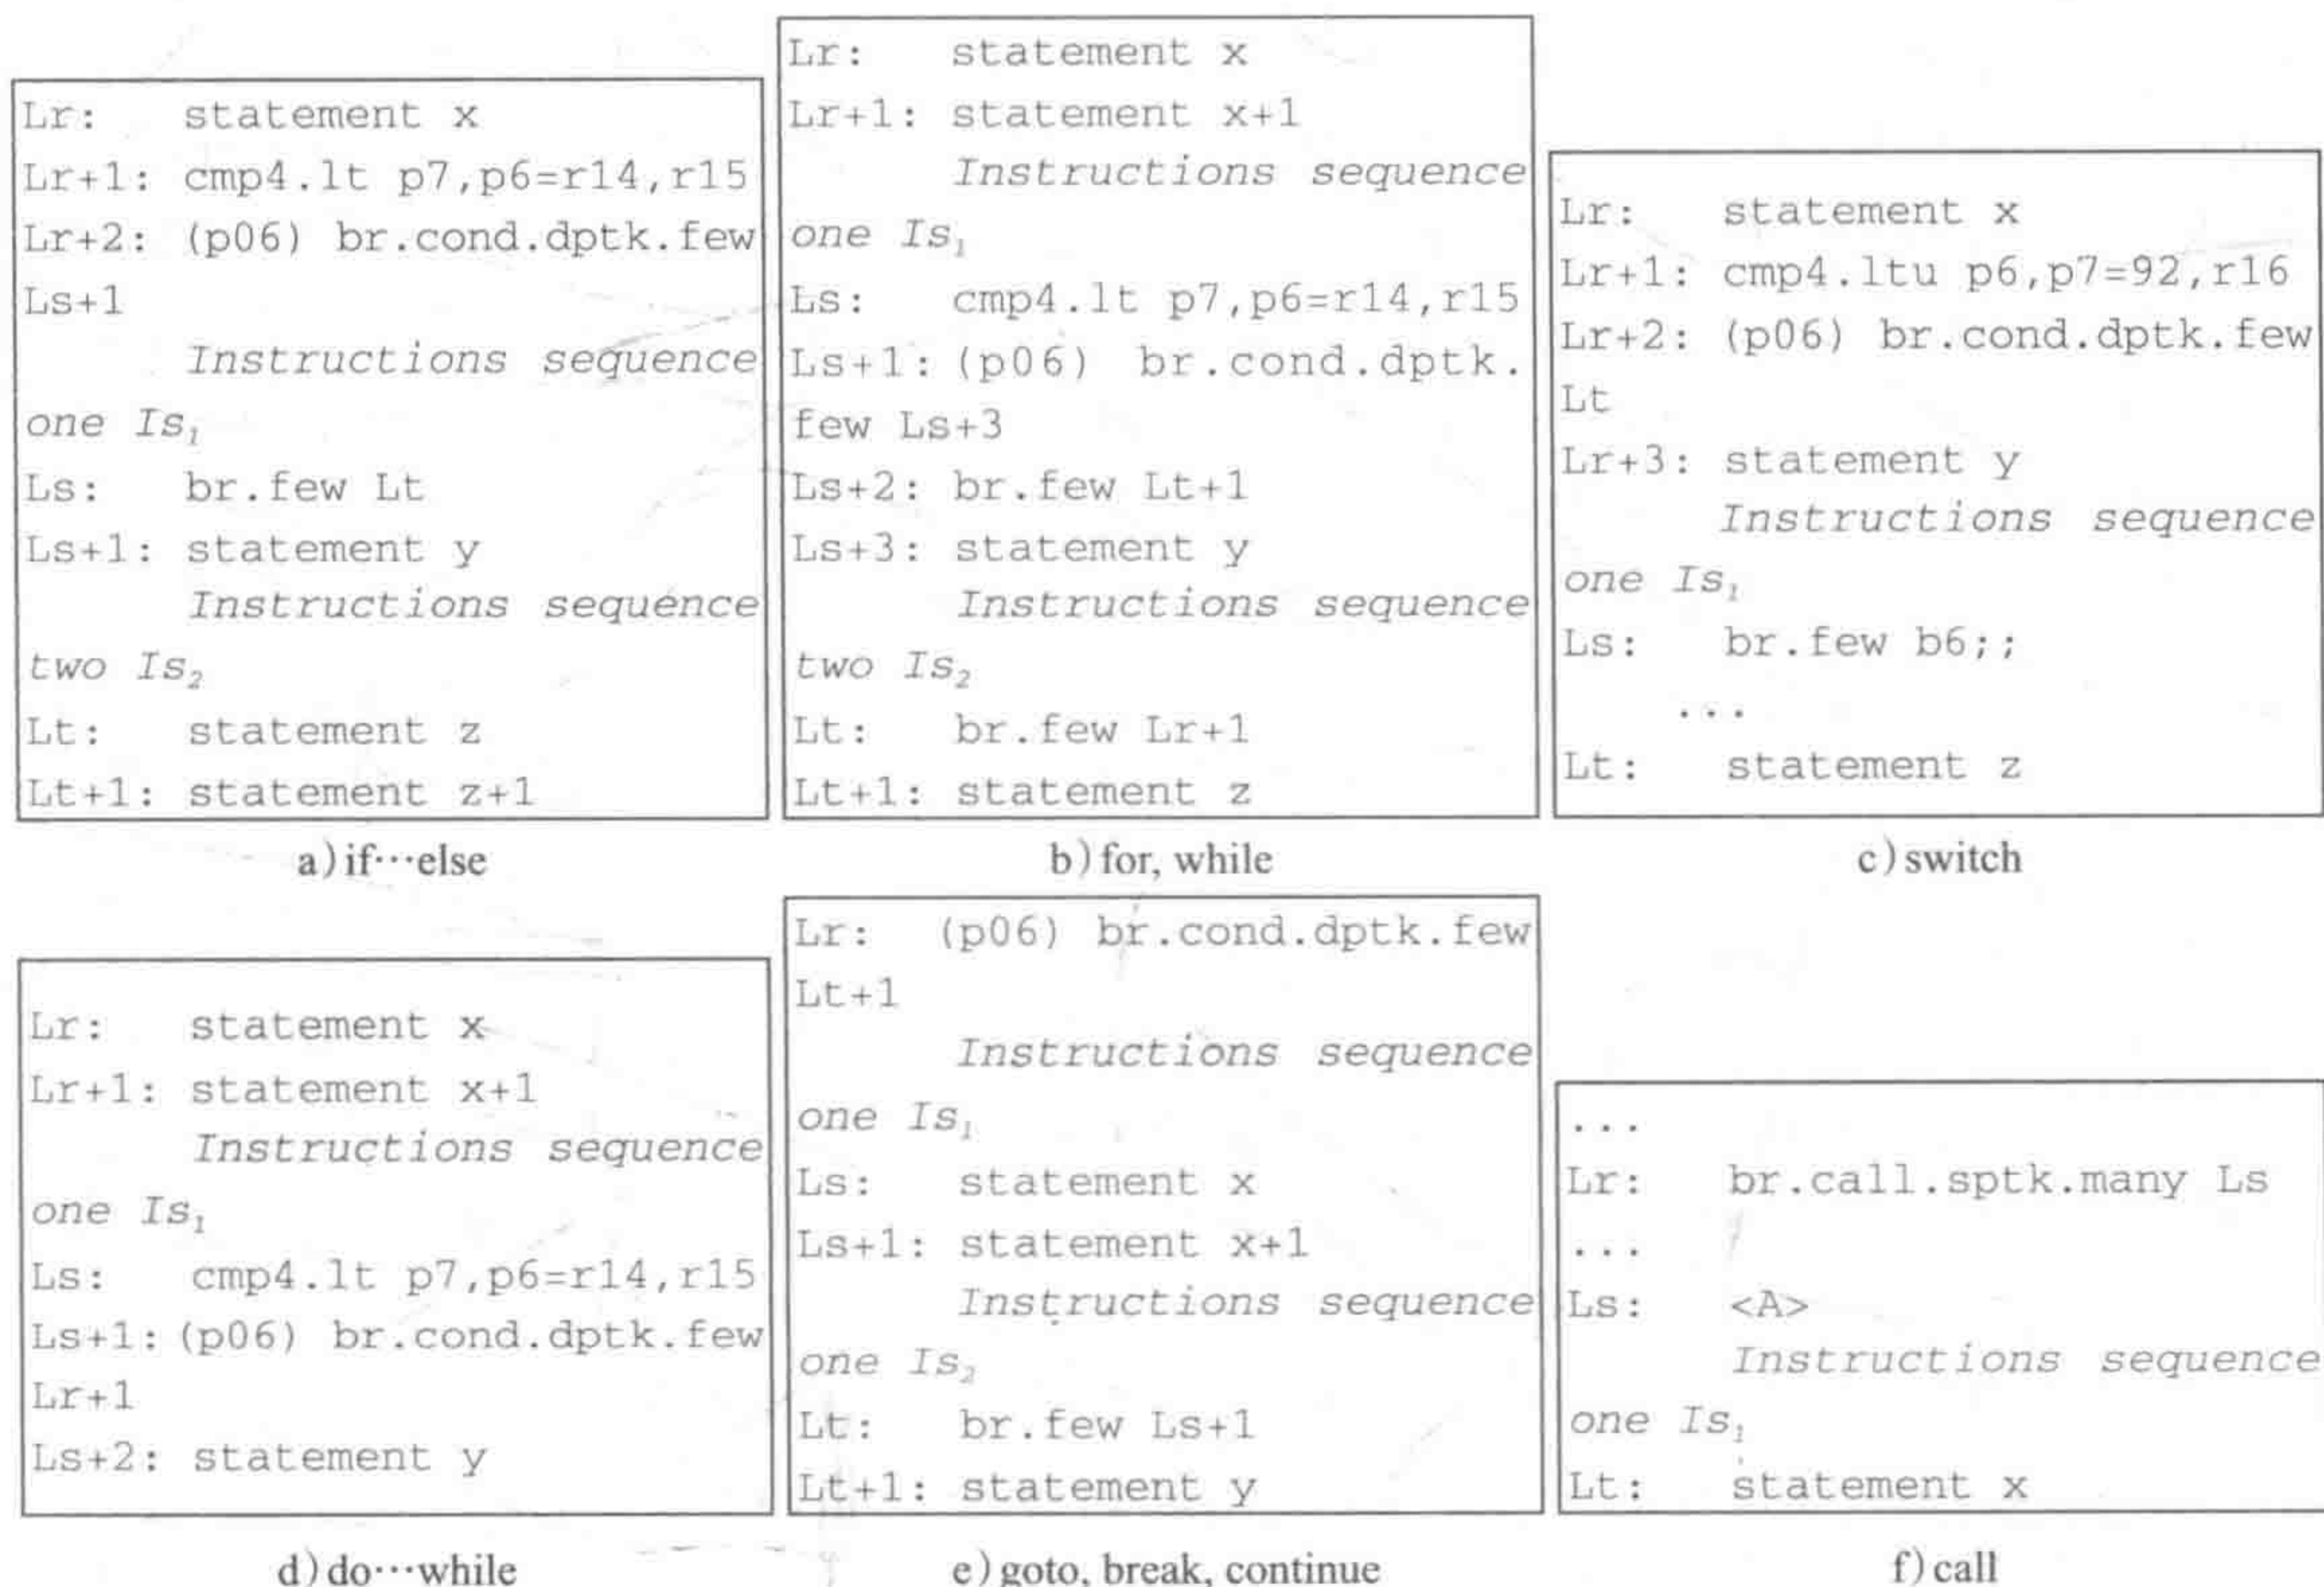 Lr: statement x
Lr+1: cmp4.lt p7,p6=r14,r15
Lr+2: (p06) br.cond.dptk.few
Ls+1
Instructions sequence
one Is₁
Ls: br.few Lt
Ls+1: statement y
Instructions sequence
two Is₂
Lt: statement z
Lt+1: statement z+1
a) if…else
Lr: statement x
Lr+1: statement x+1
Instructions sequence
one Is₁
Ls: cmp4.lt p7,p6=r14,r15
Ls+1: (p06) br.cond.dptk.
few Ls+3
Ls+2: br.few Lt+1
Ls+3: statement y
Instructions sequence
two Is₂
Lt: br.few Lr+1
Lt+1: statement z
b) for, while
Lr: statement x
Lr+1: cmp4.ltu p6,p7=92,r16
Lr+2: (p06) br.cond.dptk.few
Lt
Lr+3: statement y
Instructions sequence
one Is₁
Ls: br.few b6;;
...
Lt: statement z
c) switch
Lr: statement x
Lr+1: statement x+1
Instructions sequence
one Is₁
Ls: cmp4.lt p7,p6=r14,r15
Ls+1: (p06) br.cond.dptk.few
Lr+1
Ls+2: statement y
d) do…while
Lr: (p06) br.cond.dptk.few
Lt+1
Instructions sequence
one Is₁
Ls: statement x
Ls+1: statement x+1
Instructions sequence
one Is₂
Lt: br.few Ls+1
Lt+1: statement y
e) goto, break, continue
...
Lr: br.call.sptk.many Ls
...
Ls: &lt;A&gt;
Instructions sequence
one Is₁
Lt: statement x
f) call